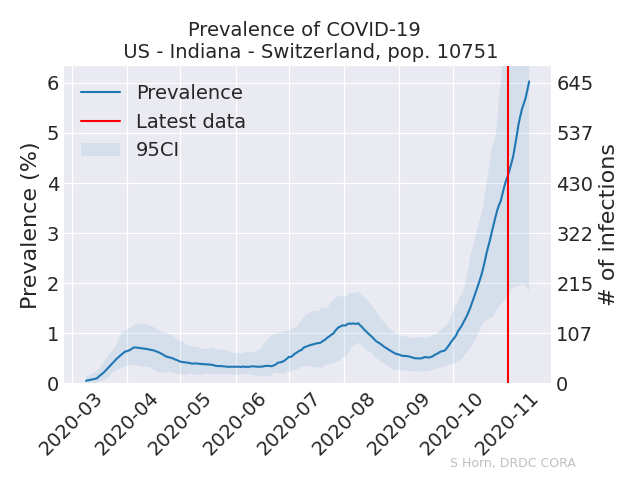 Prevalence of COVID-19
US - Indiana - Switzerland, pop. 10751
Prevalence
Latest data
95CI
Prevalence (%)
6
5
4
3
2
1
0
645
537
430
322
215
107
0
# of infections
2020-03
2020-04
2020-05
2020-06
2020-07
2020-08
2020-09
2020-10
2020-11
S Horn, DRDC CORA